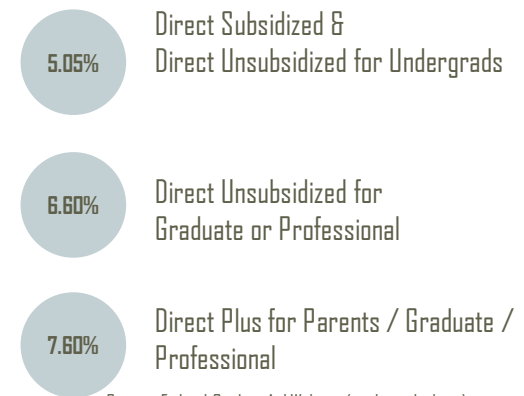 5.05%
Direct Subsidized &
Direct Unsubsidized for Undergrads
6.60%
Direct Unsubsidized for
Graduate or Professional
7.60%
Direct Plus for Parents / Graduate /
Professional